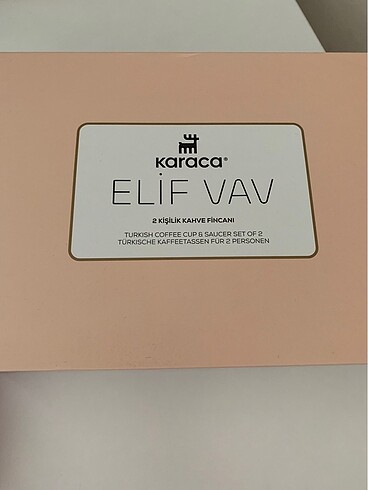 Karaca®
ELİF VAV
2 KİŞİLİK KAHVE FİNCANI
TURKISH COFFEE CUP & SAUCER SET OF 2
TÜRKISCHE KAFFEETASSEN FÜR 2 PERSONEN